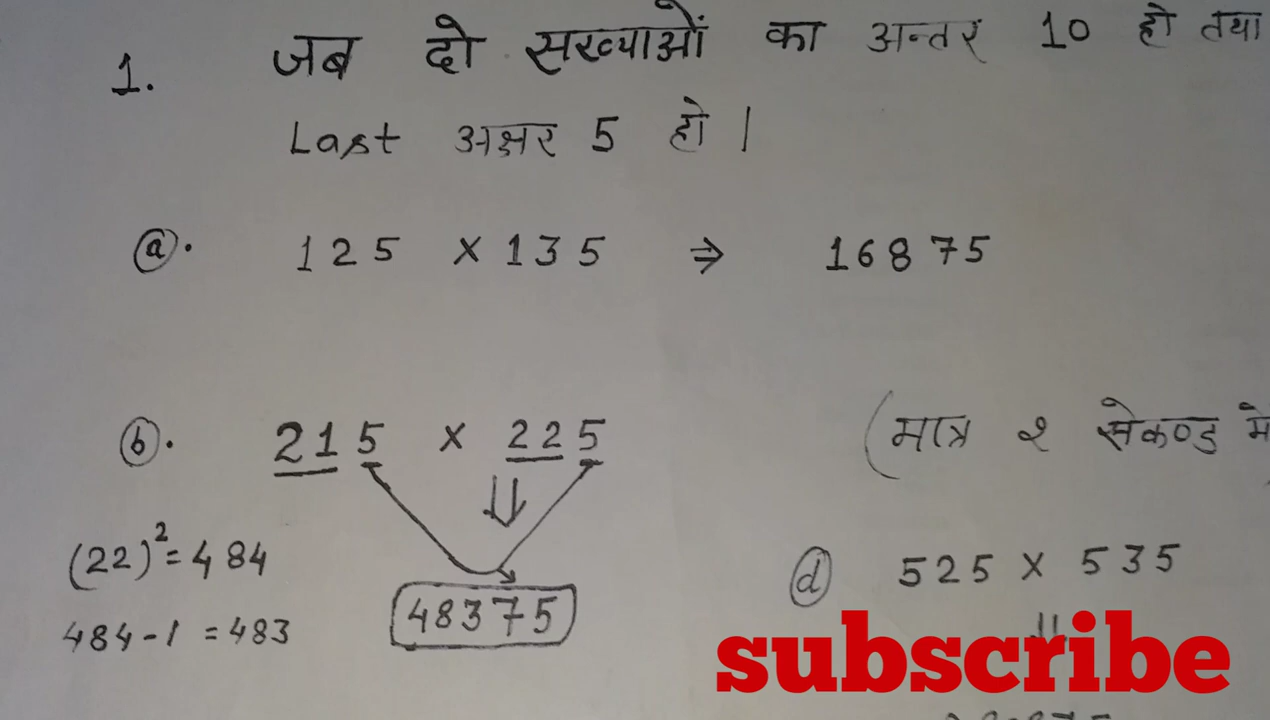 1. जब दो सख्याओं का अन्तर 10 हो तथा
Last अक्षर 5 हो।
(a). 125 x 135 ⇒ 16875
(b). 215 x 225
(मात्र २ सेकण्ड मे
(22)²= 484
484-1 = 483
48375
(d) 525 x 535
subscribe